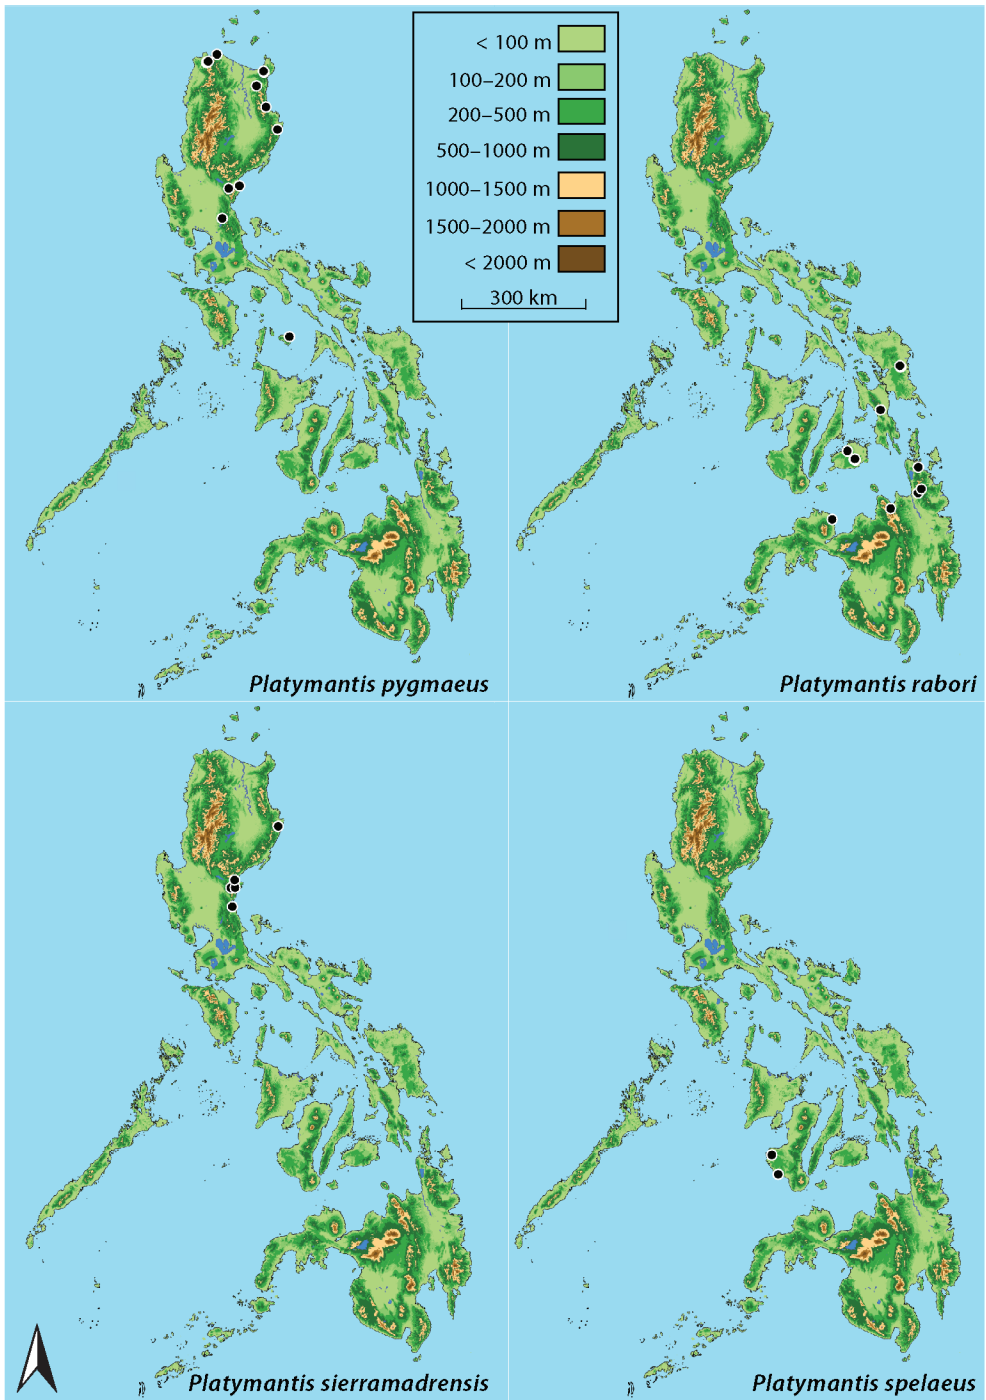 < 100 m
100–200 m
200–500 m
500–1000 m
1000–1500 m
1500–2000 m
< 2000 m
300 km
Platymantis pygmaeus
Platymantis rabori
Platymantis sierramadrensis
Platymantis spelaeus